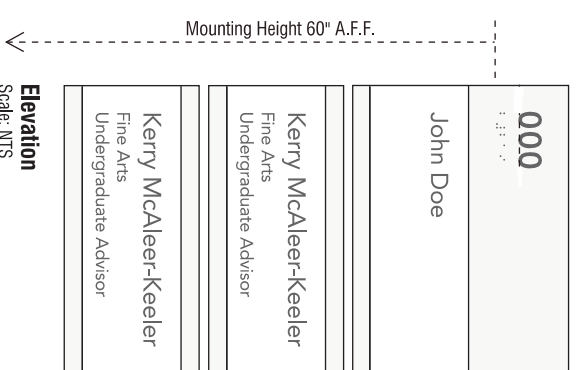 Mounting Height 60" A.F.F.
000
John Doe
Kerry McAleer-Keeler
Fine Arts
Undergraduate Advisor
Kerry McAleer-Keeler
Fine Arts
Undergraduate Advisor
Elevation
Scale: NTS